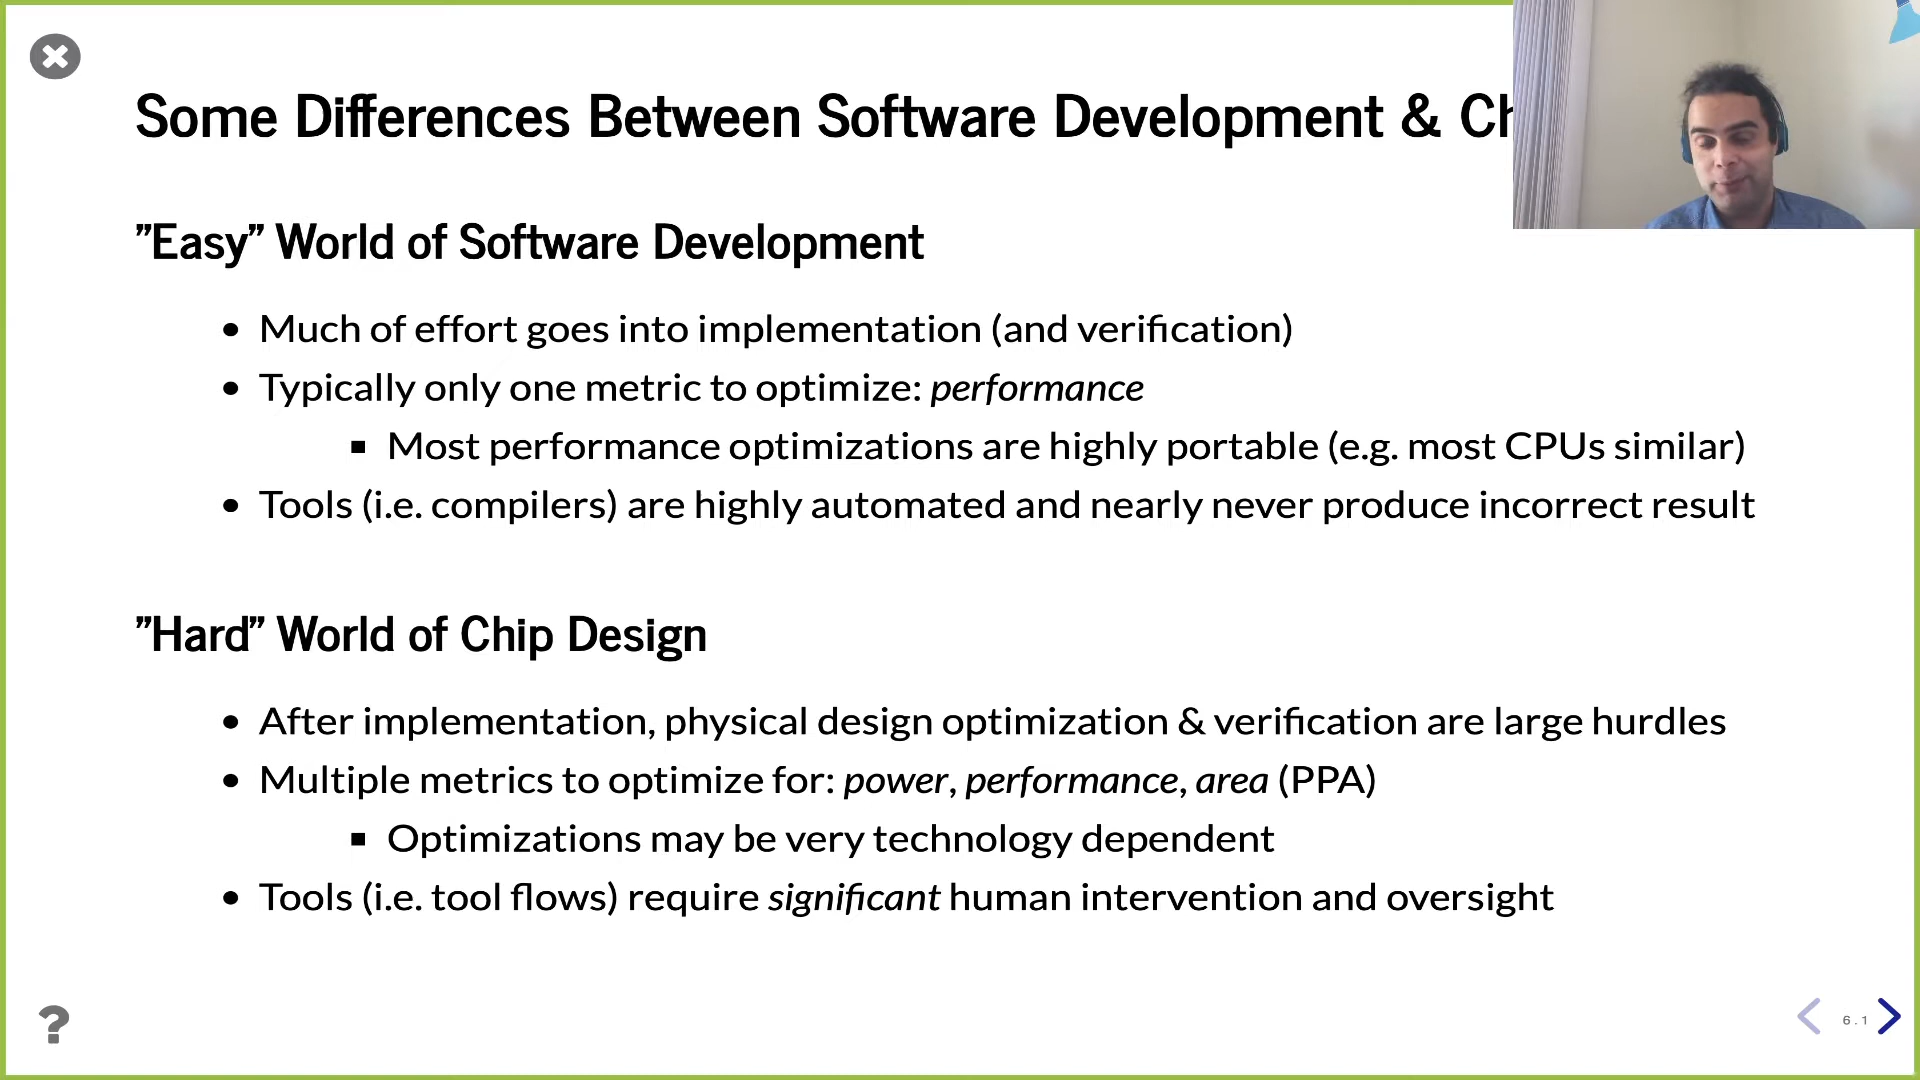 Some Differences Between Software Development & Ch
"Easy" World of Software Development
• Much of effort goes into implementation (and verification)
• Typically only one metric to optimize: performance
▪ Most performance optimizations are highly portable (e.g. most CPUs similar)
• Tools (i.e. compilers) are highly automated and nearly never produce incorrect result
"Hard" World of Chip Design
• After implementation, physical design optimization & verification are large hurdles
• Multiple metrics to optimize for: power, performance, area (PPA)
▪ Optimizations may be very technology dependent
• Tools (i.e. tool flows) require significant human intervention and oversight
?
6.1